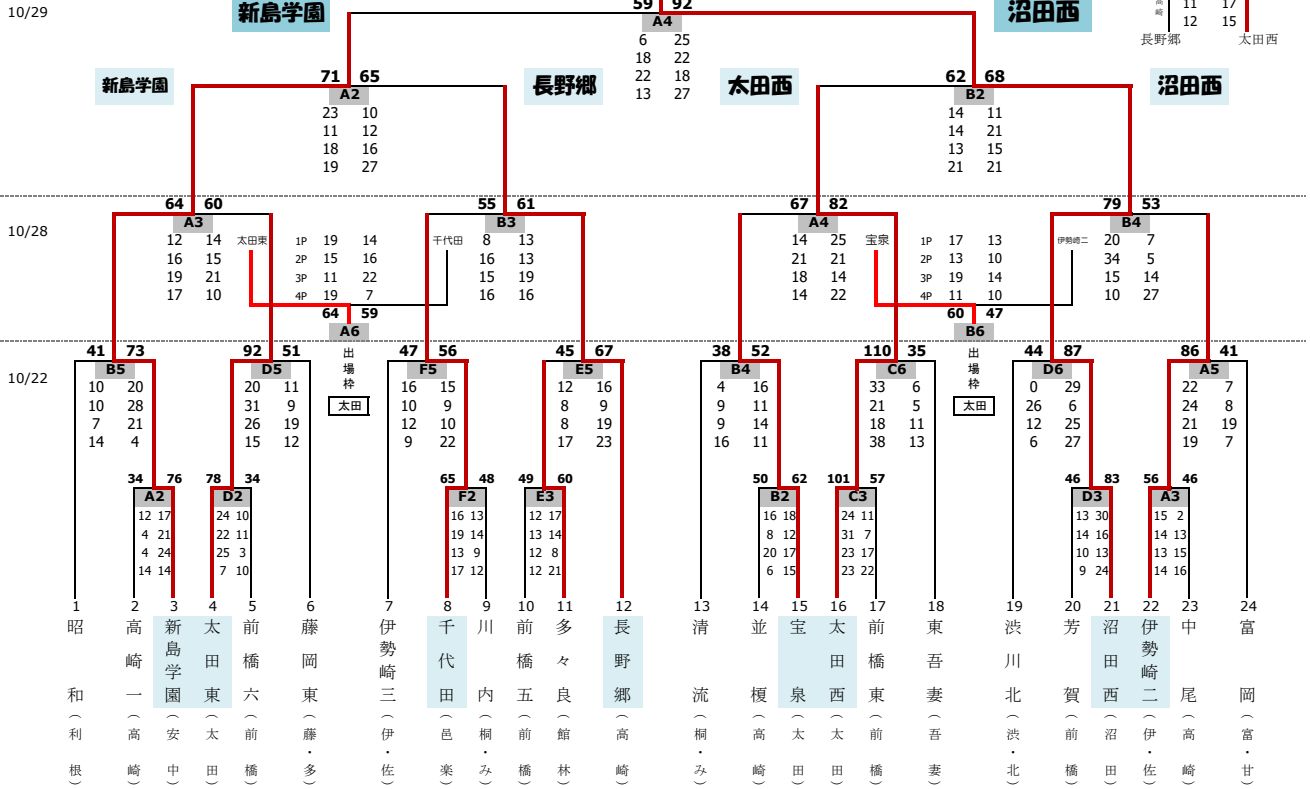 10/29
新島学園
59 92
沼田西
A4
6 25
18 22
22 18
13 27
11 17
12 15
長野郷 太田西
新島学園
71 65
長野郷
太田西
62 68
沼田西
A2
23 10
11 12
18 16
19 27
B2
14 11
14 21
13 15
21 21
10/28
64 60
A3
12 14
16 15
19 21
17 10
太田東
1P 19 14
2P 15 16
3P 11 22
4P 19 7
64 59
A6
千代田
55 61
B3
8 13
16 13
15 19
16 16
67 82
A4
14 25
21 21
18 14
14 22
宝泉
1P 17 13
2P 13 10
3P 19 14
4P 11 10
60 47
B6
伊勢崎二
79 53
B4
20 7
34 5
15 14
10 27
10/22
41 73
B5
10 20
10 28
7 21
14 4
92 51
D5
20 11
31 9
26 19
15 12
出場枠
太田
47 56
F5
16 15
10 9
12 10
9 22
45 67
E5
12 16
8 9
8 19
17 23
38 52
B4
4 16
9 11
9 14
16 11
110 35
C6
33 6
21 5
18 11
38 13
出場枠
太田
44 87
D6
0 29
26 6
12 25
6 27
86 41
A5
22 7
24 8
21 19
19 7
34 76
A2
12 17
4 21
4 24
14 14
78 34
D2
24 10
22 11
25 3
7 10
65 48
F2
16 13
19 14
13 9
17 12
49 60
E3
12 17
13 14
12 8
12 21
50 62
B2
16 18
8 12
20 17
6 15
101 57
C3
24 11
31 7
23 17
23 22
46 83
D3
13 30
14 16
10 13
9 24
56 46
A3
15 2
14 13
13 15
14 16
1 昭和（利根）
2 高崎一（高崎）
3 新島学園（安中）
4 太田東（太田）
5 前橋六（前橋）
6 藤岡東（藤・多）
7 伊勢崎三（伊・佐）
8 千代田（邑楽）
9 川内（桐・み）
10 前橋五（前橋）
11 多々良（館林）
12 長野郷（高崎）
13 清流（桐・み）
14 並榎（高崎）
15 宝泉（太田）
16 太田西（太田）
17 前橋東（前橋）
18 東吾妻（吾妻）
19 渋川北（渋・北）
20 芳賀（前橋）
21 沼田西（沼田）
22 伊勢崎二（伊・佐）
23 中尾（高崎）
24 富岡（富・甘）